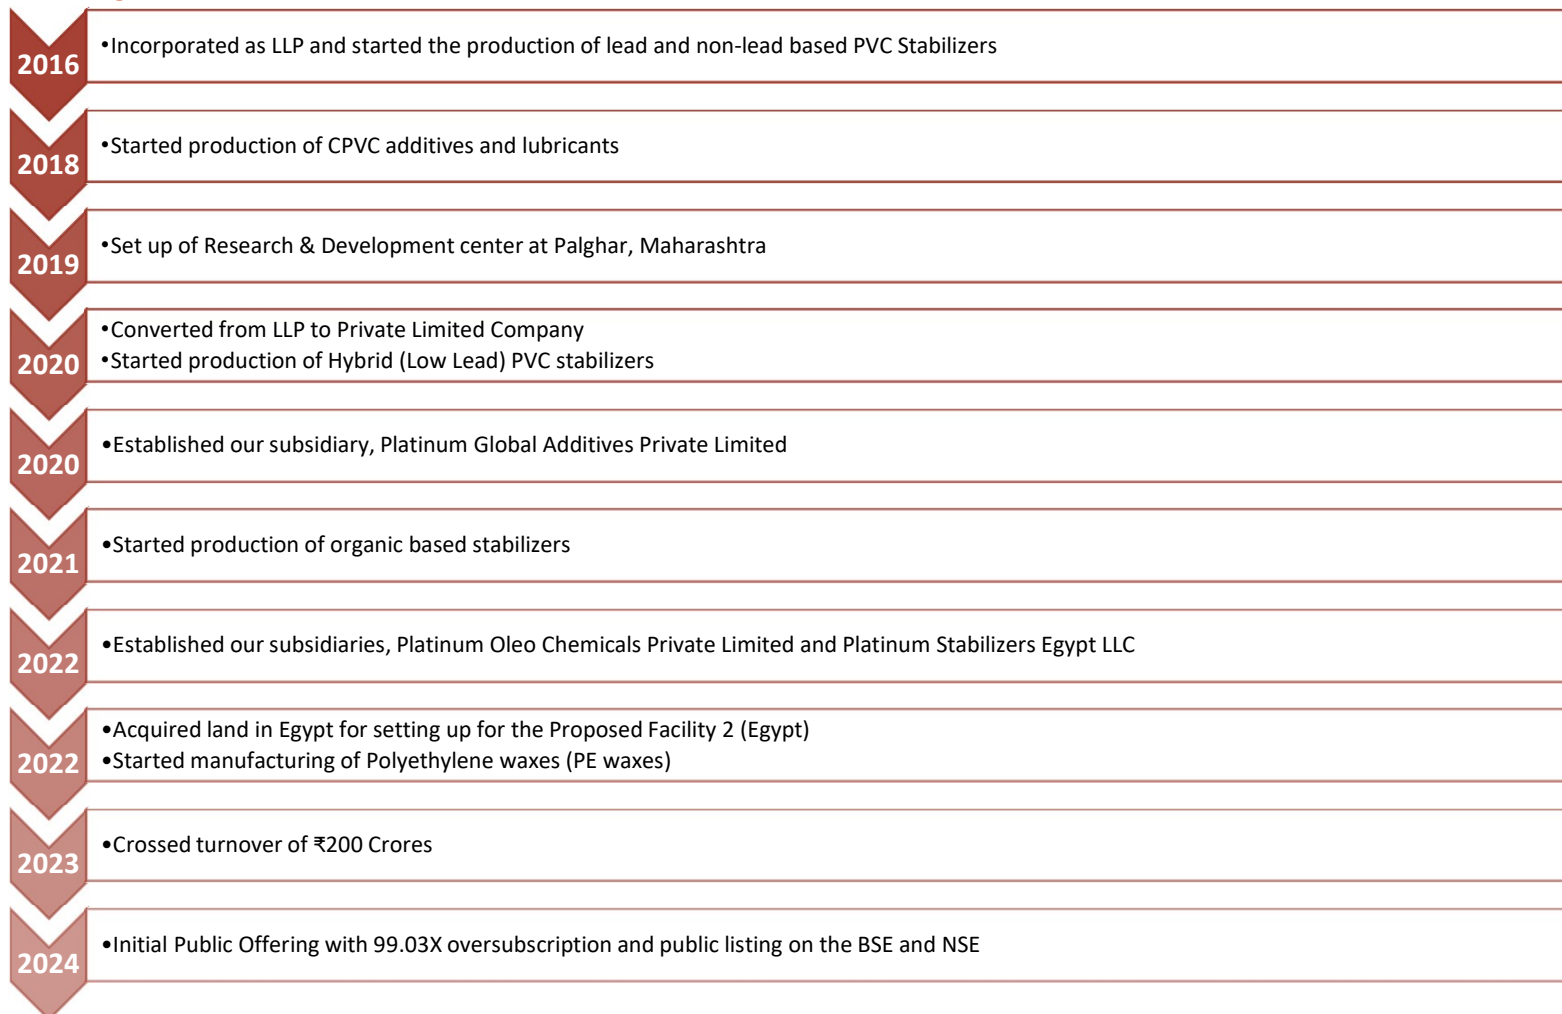 2016
•Incorporated as LLP and started the production of lead and non-lead based PVC Stabilizers
2018
•Started production of CPVC additives and lubricants
2019
•Set up of Research & Development center at Palghar, Maharashtra
2020
•Converted from LLP to Private Limited Company
•Started production of Hybrid (Low Lead) PVC stabilizers
2020
•Established our subsidiary, Platinum Global Additives Private Limited
2021
•Started production of organic based stabilizers
2022
•Established our subsidiaries, Platinum Oleo Chemicals Private Limited and Platinum Stabilizers Egypt LLC
2022
•Acquired land in Egypt for setting up for the Proposed Facility 2 (Egypt)
•Started manufacturing of Polyethylene waxes (PE waxes)
2023
•Crossed turnover of ₹200 Crores
2024
•Initial Public Offering with 99.03X oversubscription and public listing on the BSE and NSE